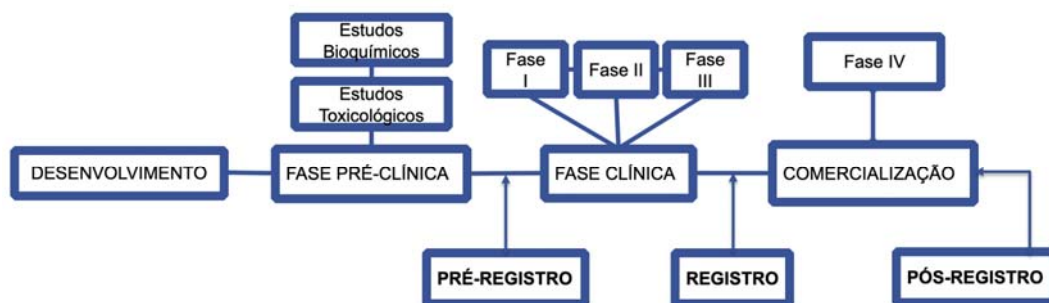 Estudos
Bioquímicos
Estudos
Toxicológicos
Fase
I
Fase II
Fase
III
Fase IV
DESENVOLVIMENTO
FASE PRÉ-CLÍNICA
FASE CLÍNICA
COMERCIALIZAÇÃO
PRÉ-REGISTRO
REGISTRO
PÓS-REGISTRO